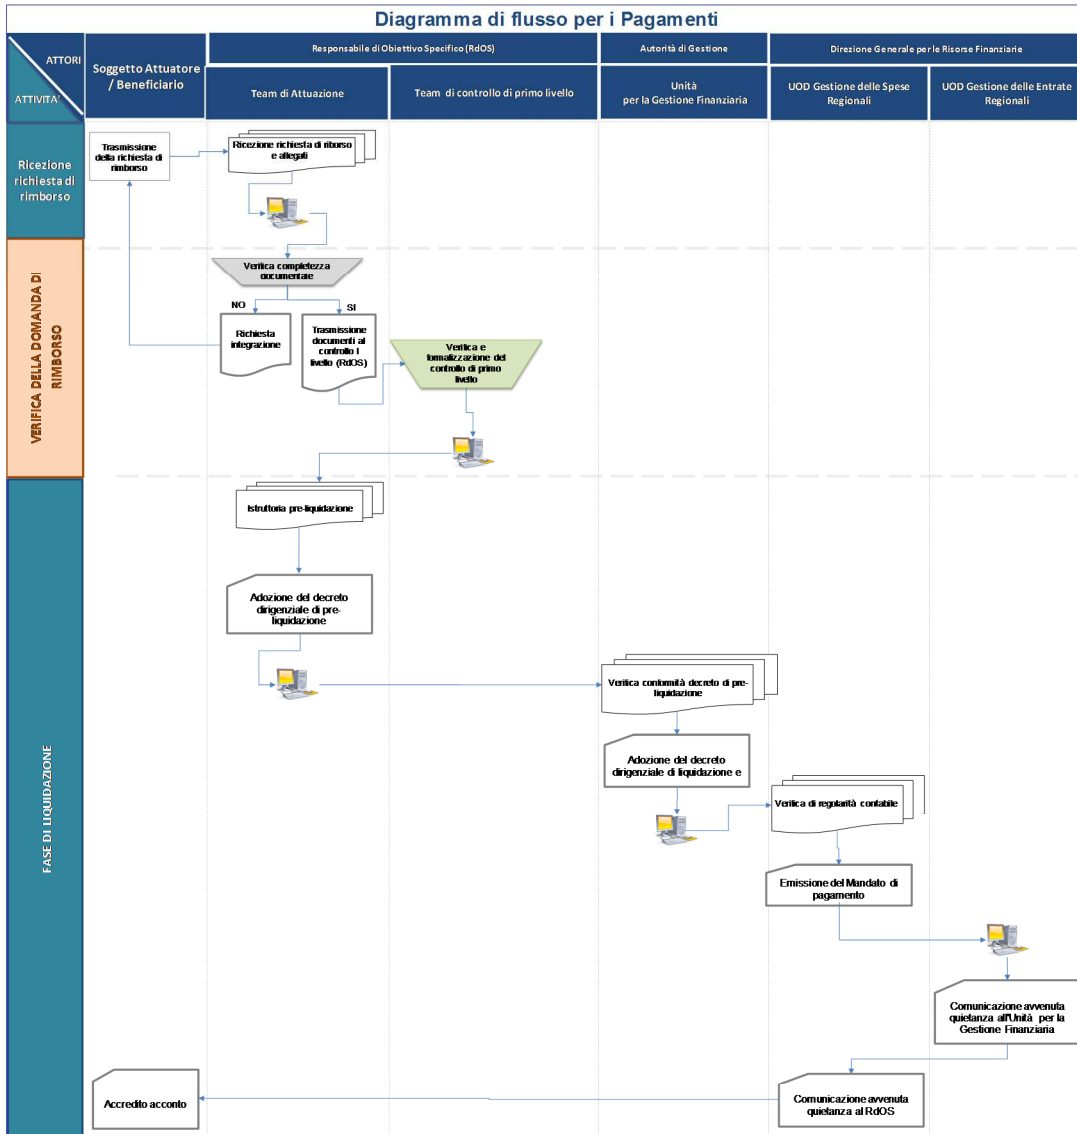 Diagramma di flusso per i Pagamenti
ATTORI
ATTIVITA'
Soggetto Attuatore
/ Beneficiario
Responsabile di Obiettivo Specifico (RdOS)
Autorità di Gestione
Direzione Generale per le Risorse Finanziarie
Team di Attuazione
Team di controllo di primo livello
Unità
per la Gestione Finanziaria
UOD Gestione delle Spese
Regionali
UOD Gestione delle Entrate
Regionali
Ricezione
richiesta di
rimborso
Trasmissione
della richiesta di
rimborso
Ricezione richiesta di riborso
e allegati
VERIFICA DELLA DOMANDA DI
RIMBORSO
Verifica completezza
documentale
NO
SI
Richiesta
integrazione
Trasmissione
documenti al
controllo I
livello (RdOS)
Verifica e
formalizzazione del
controllo di primo
livello
FASE DI LIQUIDAZIONE
Istruttoria pre-liquidazione
Adozione del decreto
dirigenziale di pre-
liquidazione
Verifica conformità decreto di pre-
liquidazione
Adozione del decreto
dirigenziale di liquidazione e
Verifica di regolarità contabile
Emissione del Mandato di
pagamento
Comunicazione avvenuta
quietanza all'Unità per la
Gestione Finanziaria
Comunicazione avvenuta
quietanza al RdOS
Accredito acconto